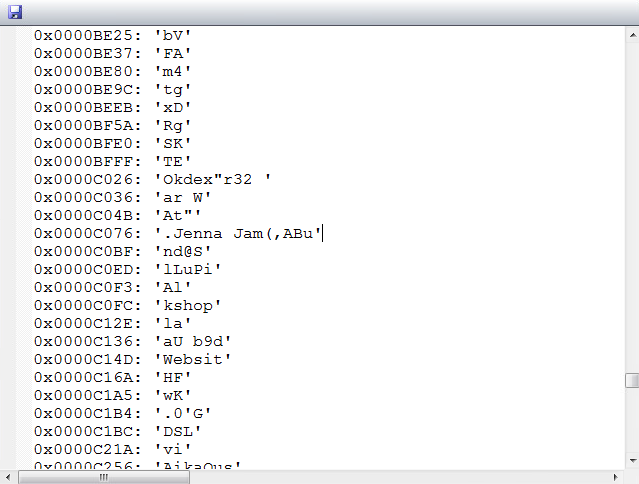 0x0000BE25: 'bV'
0x0000BE37: 'FA'
0x0000BE80: 'm4'
0x0000BE9C: 'tg'
0x0000BEEB: 'xD'
0x0000BF5A: 'Rg'
0x0000BFE0: 'SK'
0x0000BFFF: 'TE'
0x0000C026: 'Okdex"r32 '
0x0000C036: 'ar W'
0x0000C04B: 'At"'
0x0000C076: '.Jenna Jam(,ABu'
0x0000C0BF: 'nd@S'
0x0000C0ED: 'lLuPi'
0x0000C0F3: 'Al'
0x0000C0FC: 'kshop'
0x0000C12E: 'la'
0x0000C136: 'aU b9d'
0x0000C14D: 'Websit'
0x0000C16A: 'HF'
0x0000C1A5: 'wK'
0x0000C1B4: '.0'G'
0x0000C1BC: 'DSL'
0x0000C21A: 'vi'
0x0000C256: 'AikaQus'